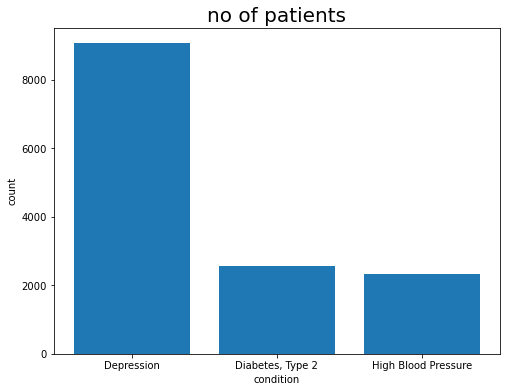 no of patients
8000
6000
4000
2000
0
count
Depression
Diabetes, Type 2
High Blood Pressure
condition